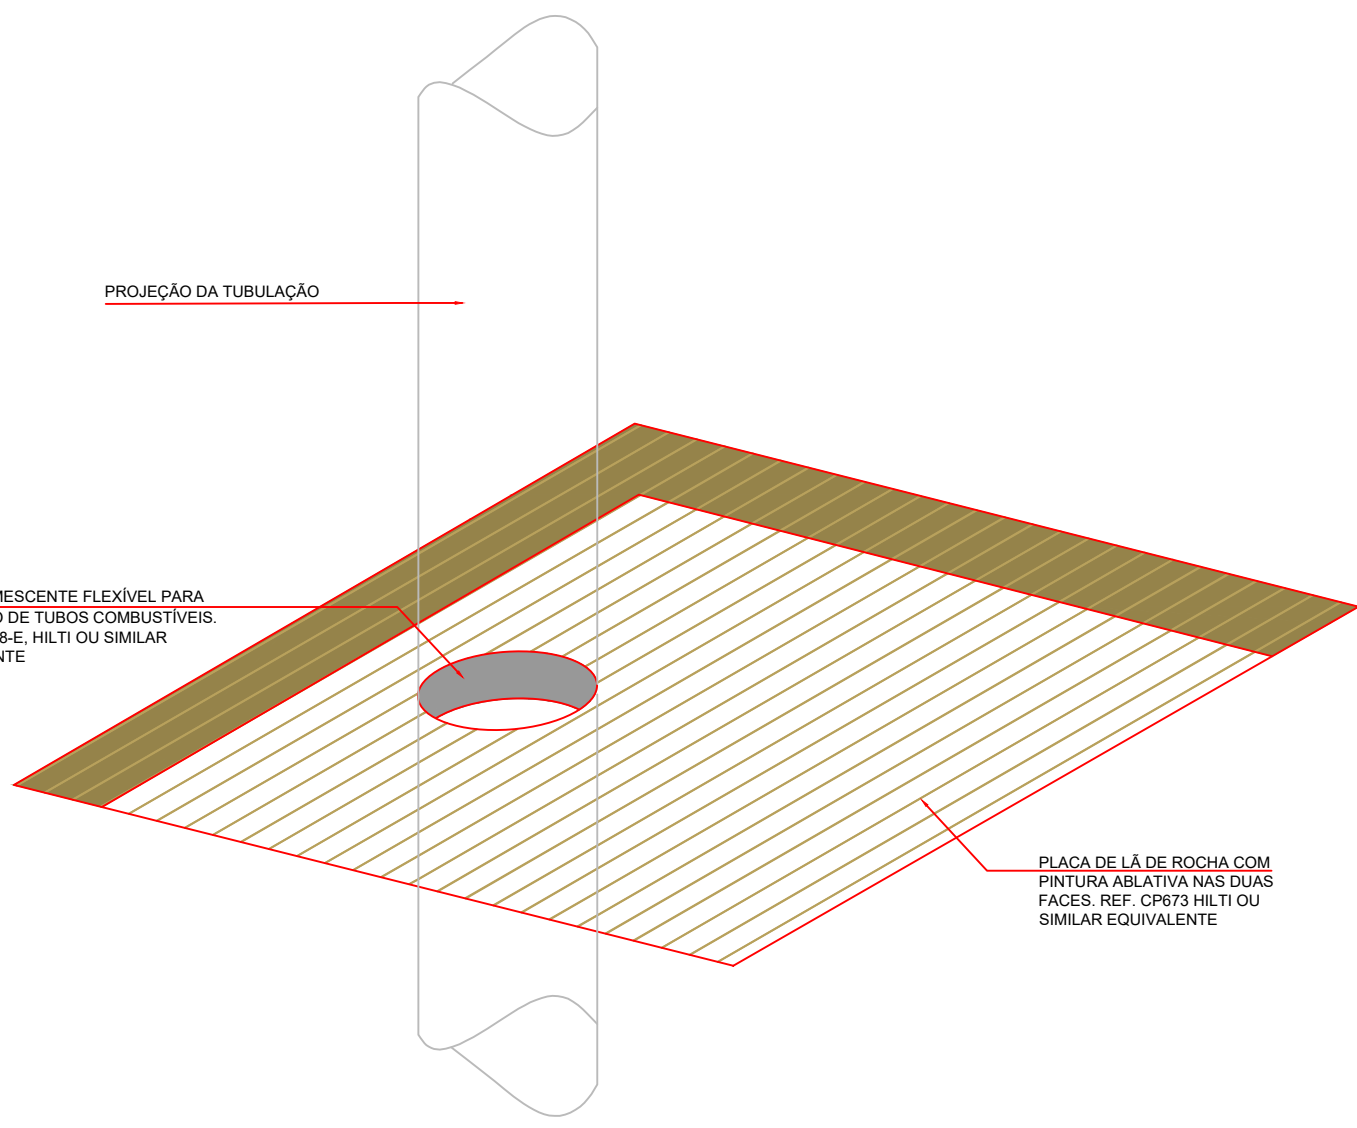 PROJEÇÃO DA TUBULAÇÃO
MESCENTE FLEXÍVEL PARA
O DE TUBOS COMBUSTÍVEIS.
8-E, HILTI OU SIMILAR
NTE
PLACA DE LÃ DE ROCHA COM
PINTURA ABLATIVA NAS DUAS
FACES. REF. CP673 HILTI OU
SIMILAR EQUIVALENTE